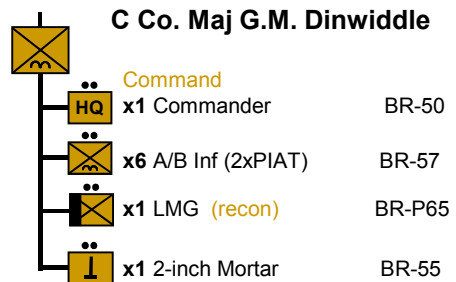 C Co. Maj G.M. Dinwiddle
Command
HQ x1 Commander BR-50
x6 A/B Inf (2xPIAT) BR-57
x1 LMG (recon) BR-P65
x1 2-inch Mortar BR-55